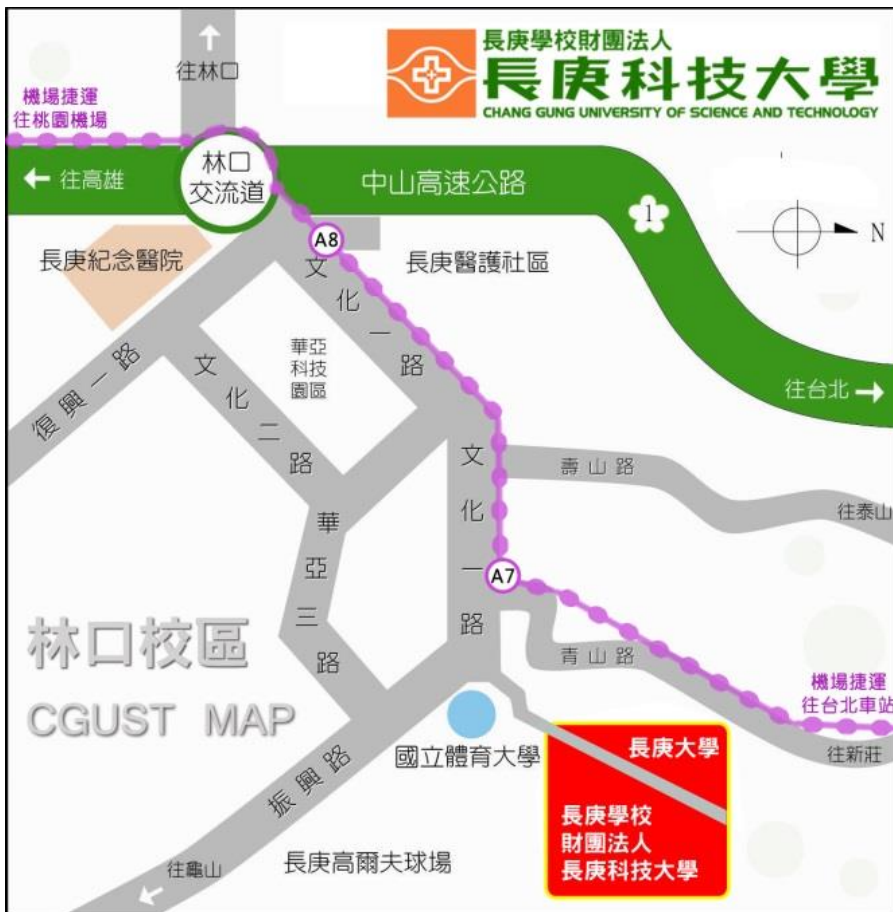 長庚學校財團法人
長庚科技大學
CHANG GUNG UNIVERSITY OF SCIENCE AND TECHNOLOGY
往林口
機場捷運
往桃園機場
往高雄
林口
交流道
中山高速公路
1
N
A8
長庚紀念醫院
長庚醫護社區
文化一路
華亞
科技
園區
復興一路
文化二路
往台北
文化一路
壽山路
往泰山
華亞三路
A7
林口校區
CGUST MAP
青山路
機場捷運
往台北車站
往新莊
國立體育大學
長庚大學
振興路
長庚學校
財團法人
長庚科技大學
往龜山
長庚高爾夫球場